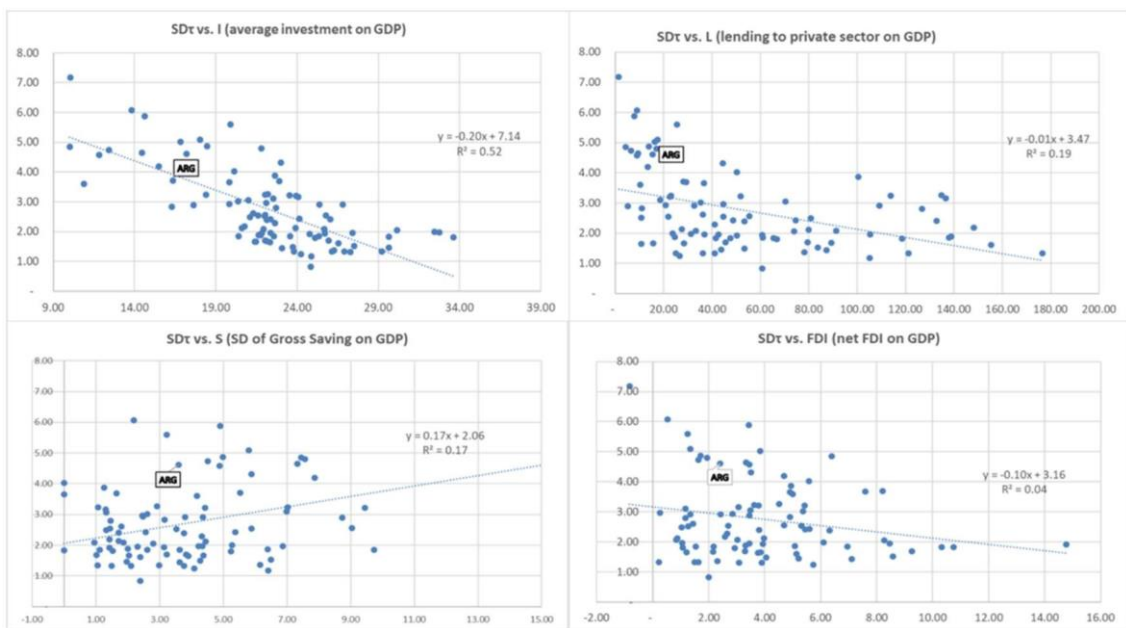 SDτ vs. I (average investment on GDP)
8.00
7.00
6.00
5.00
4.00
3.00
2.00
1.00
-
9.00 14.00 19.00 24.00 29.00 34.00 39.00
y = -0.20x + 7.14
R² = 0.52
ARG
SDτ vs. L (lending to private sector on GDP)
8.00
7.00
6.00
5.00
4.00
3.00
2.00
1.00
-
- 20.00 40.00 60.00 80.00 100.00 120.00 140.00 160.00 180.00 200.00
y = -0.01x + 3.47
R² = 0.19
ARG
SDτ vs. S (SD of Gross Saving on GDP)
8.00
7.00
6.00
5.00
4.00
3.00
2.00
1.00
-
-1.00 1.00 3.00 5.00 7.00 9.00 11.00 13.00 15.00
y = 0.17x + 2.06
R² = 0.17
ARG
SDτ vs. FDI (net FDI on GDP)
8.00
7.00
6.00
5.00
4.00
3.00
2.00
1.00
-
-2.00 - 2.00 4.00 6.00 8.00 10.00 12.00 14.00 16.00
y = -0.10x + 3.16
R² = 0.04
ARG